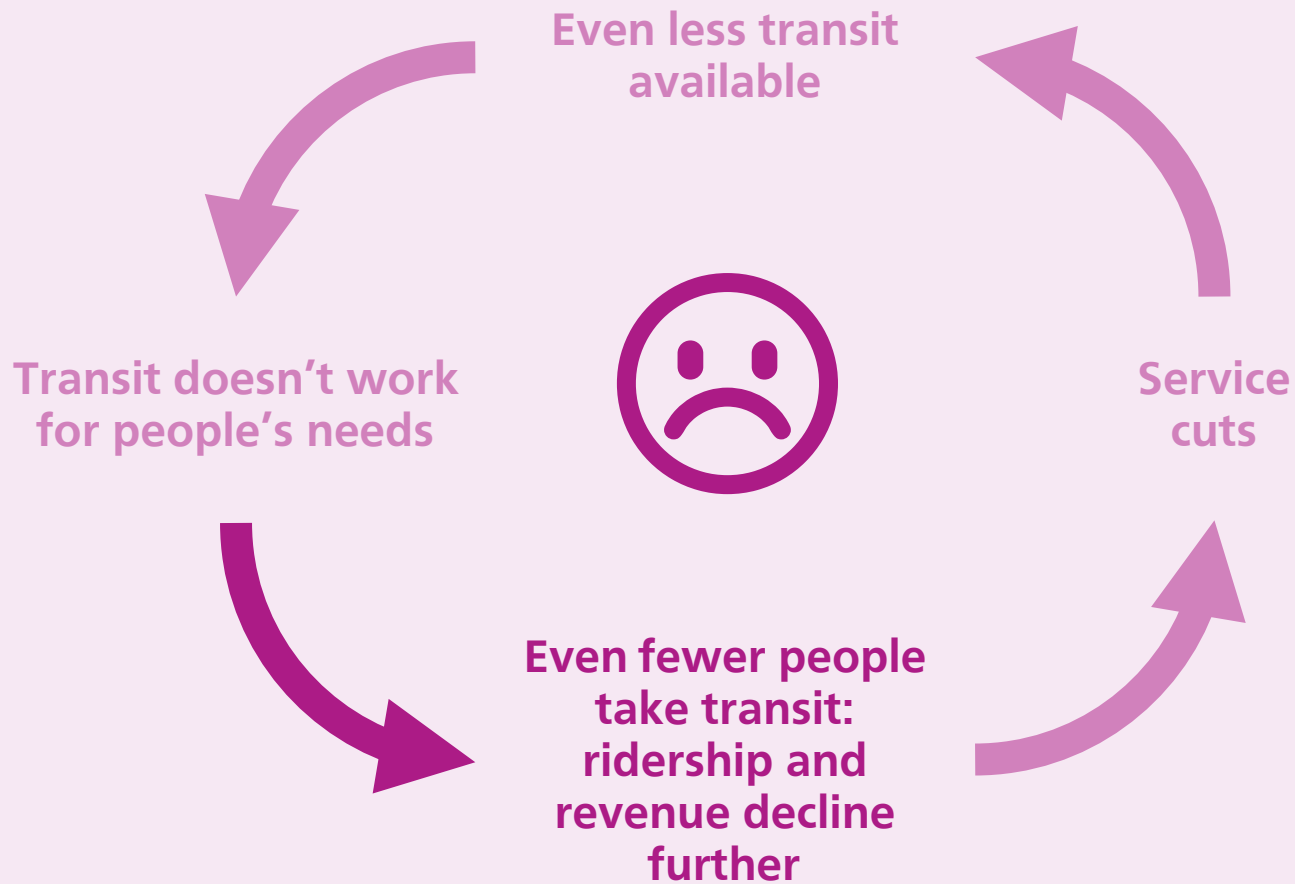 Even less transit
available
Transit doesn’t work
for people’s needs
Service
cuts
Even fewer people
take transit:
ridership and
revenue decline
further